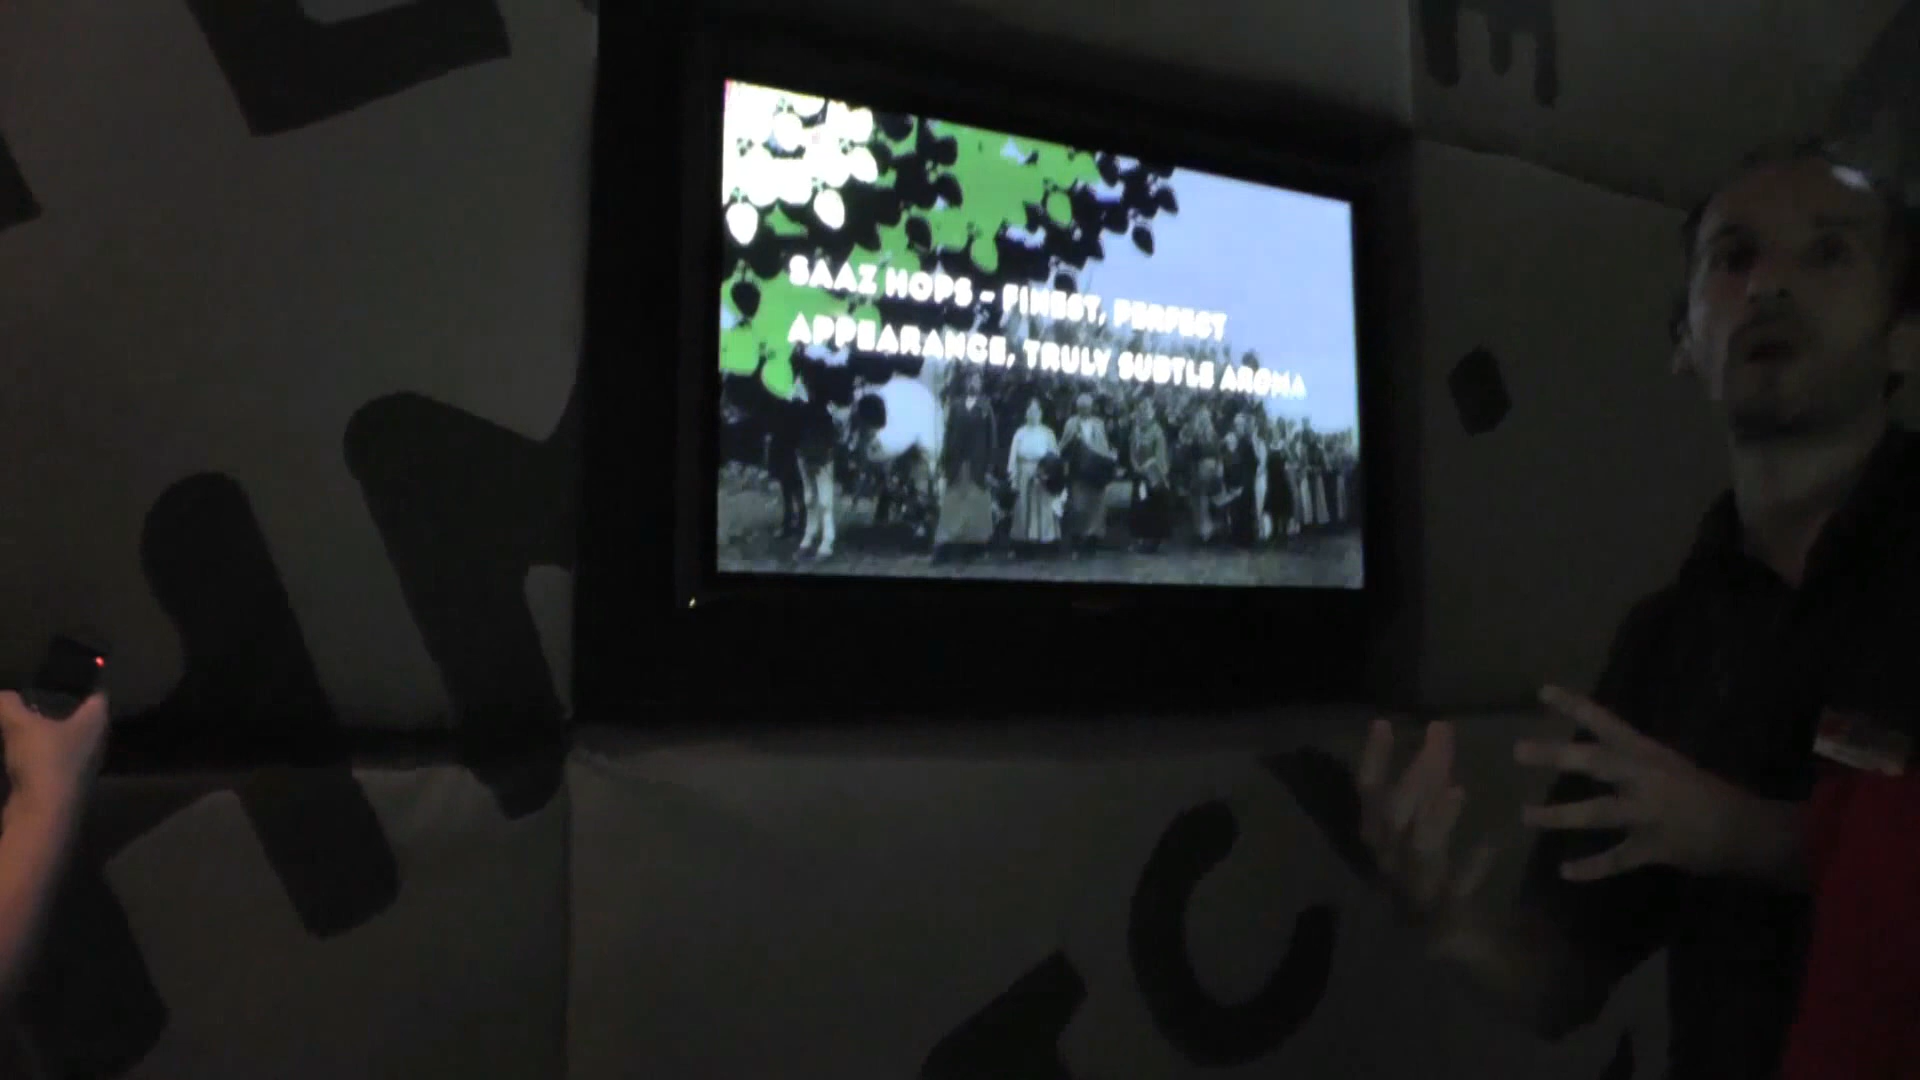 SAAZ HOPS - FINEST, PERFECT
APPEARANCE, TRULY SUBTLE AROMA